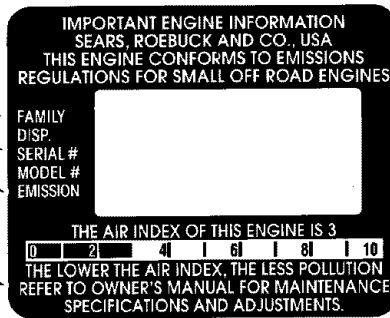 IMPORTANT ENGINE INFORMATION
SEARS, ROEBUCK AND CO., USA
THIS ENGINE CONFORMS TO EMISSIONS
REGULATIONS FOR SMALL OFF ROAD ENGINES
FAMILY
DISP.
SERIAL #
MODEL #
EMISSION
THE AIR INDEX OF THIS ENGINE IS 3
0 2 4 6 8 10
THE LOWER THE AIR INDEX, THE LESS POLLUTION
REFER TO OWNER'S MANUAL FOR MAINTENANCE
SPECIFICATIONS AND ADJUSTMENTS.